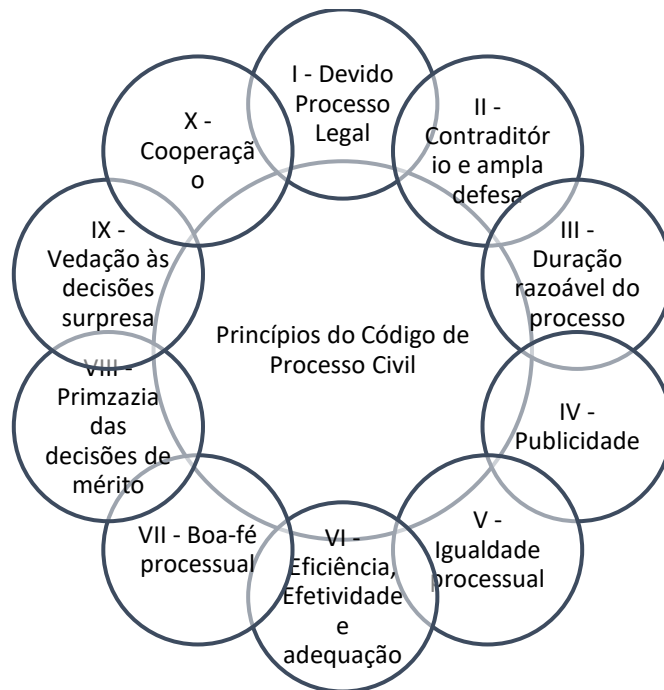 I - Devido
Processo
Legal
II -
Contraditór
io e ampla
defesa
III -
Duração
razoável do
processo
IV -
Publicidade
V -
Igualdade
processual
VI -
Eficiência,
Efetividade
e
adequação
VII - Boa-fé
processual
VIII -
Primzazia
das
decisões de
mérito
IX -
Vedação às
decisões
surpresa
X -
Cooperaçã
o
Princípios do Código de
Processo Civil